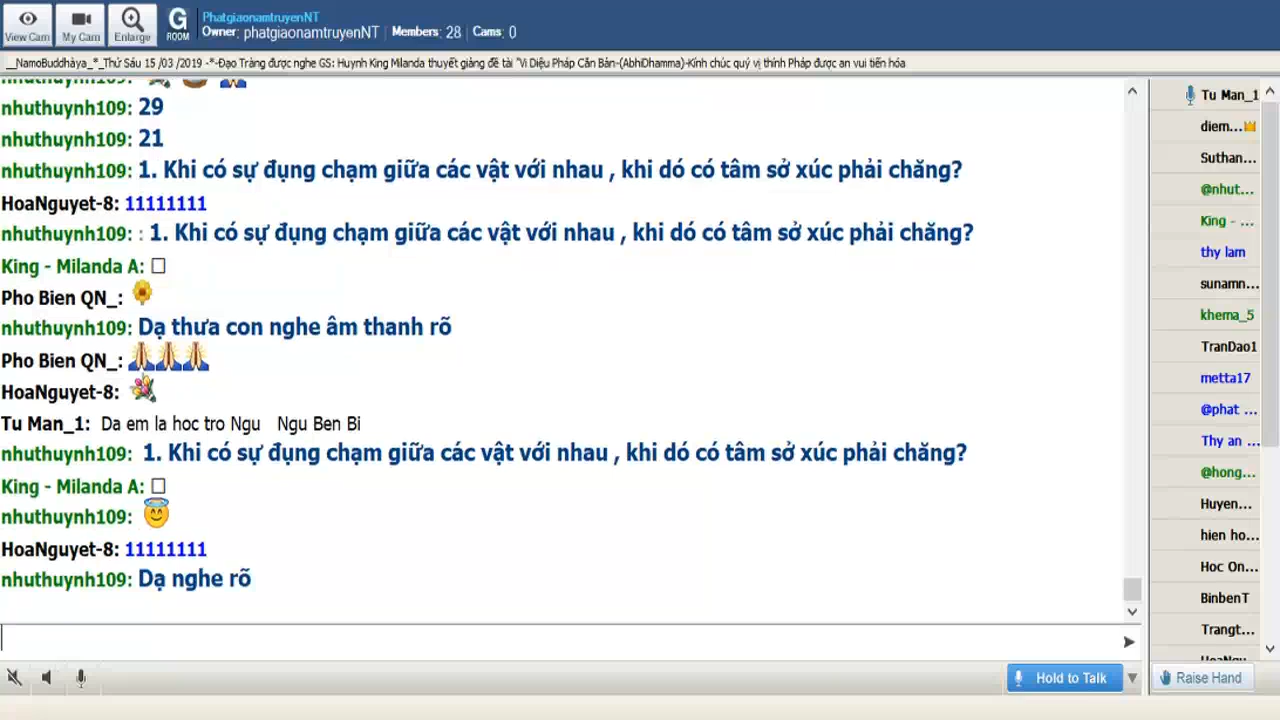 PhatgiaonamtruyenNT
Owner: phatgiaonamtruyenNT | Members: 28 | Cams: 0
View Cam
My Cam
Enlarge
G ROOM
__NamoBuddhàya_*_Thứ Sáu 15 /03 /2019 -*-Đạo Tràng được nghe GS: Huynh King Milanda thuyết giảng đề tài "Vi Diệu Pháp Căn Bản-(AbhiDhamma)-Kính chúc quý vị thính Pháp được an vui tiến hóa
nhuthuynh109:
nhuthuynh109: 29
nhuthuynh109: 21
nhuthuynh109: 1. Khi có sự đụng chạm giữa các vật với nhau , khi dó có tâm sở xúc phải chăng?
HoaNguyet-8: 11111111
nhuthuynh109: : 1. Khi có sự đụng chạm giữa các vật với nhau , khi dó có tâm sở xúc phải chăng?
King - Milanda A:
Pho Bien QN_:
nhuthuynh109: Dạ thưa con nghe âm thanh rõ
Pho Bien QN_:
HoaNguyet-8:
Tu Man_1: Da em la hoc tro Ngu Ngu Ben Bi
nhuthuynh109: 1. Khi có sự đụng chạm giữa các vật với nhau , khi dó có tâm sở xúc phải chăng?
King - Milanda A:
nhuthuynh109:
HoaNguyet-8: 11111111
nhuthuynh109: Dạ nghe rõ
Tu Man_1
diem...
Suthan...
@nhut...
King - ...
thy lam
sunamn...
khema_5
TranDao1
metta17
@phat ...
Thy an ...
@hong...
Huyen...
hien ho...
Hoc On...
BinbenT
Trangt...
Hold to Talk
Raise Hand